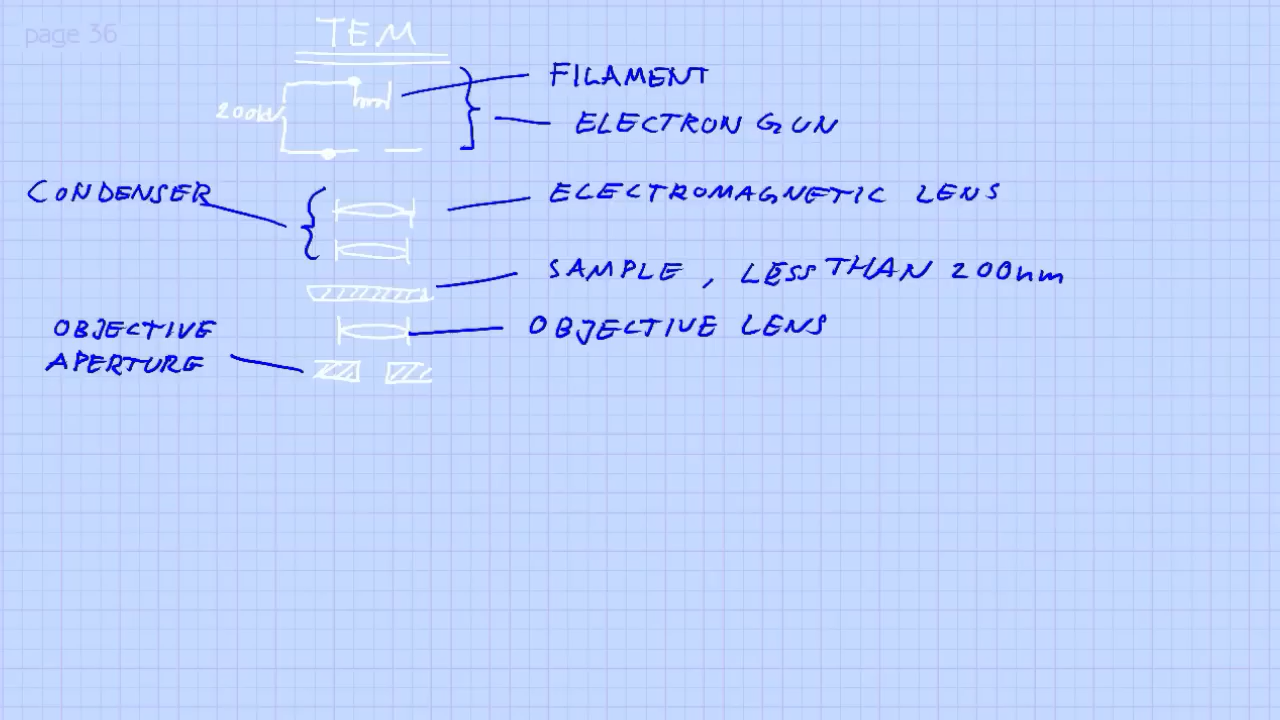 page 36
TEM
FILAMENT
200kV
ELECTRON GUN
CONDENSER
ELECTROMAGNETIC LENS
SAMPLE, LESS THAN 200nm
OBJECTIVE LENS
OBJECTIVE
APERTURE